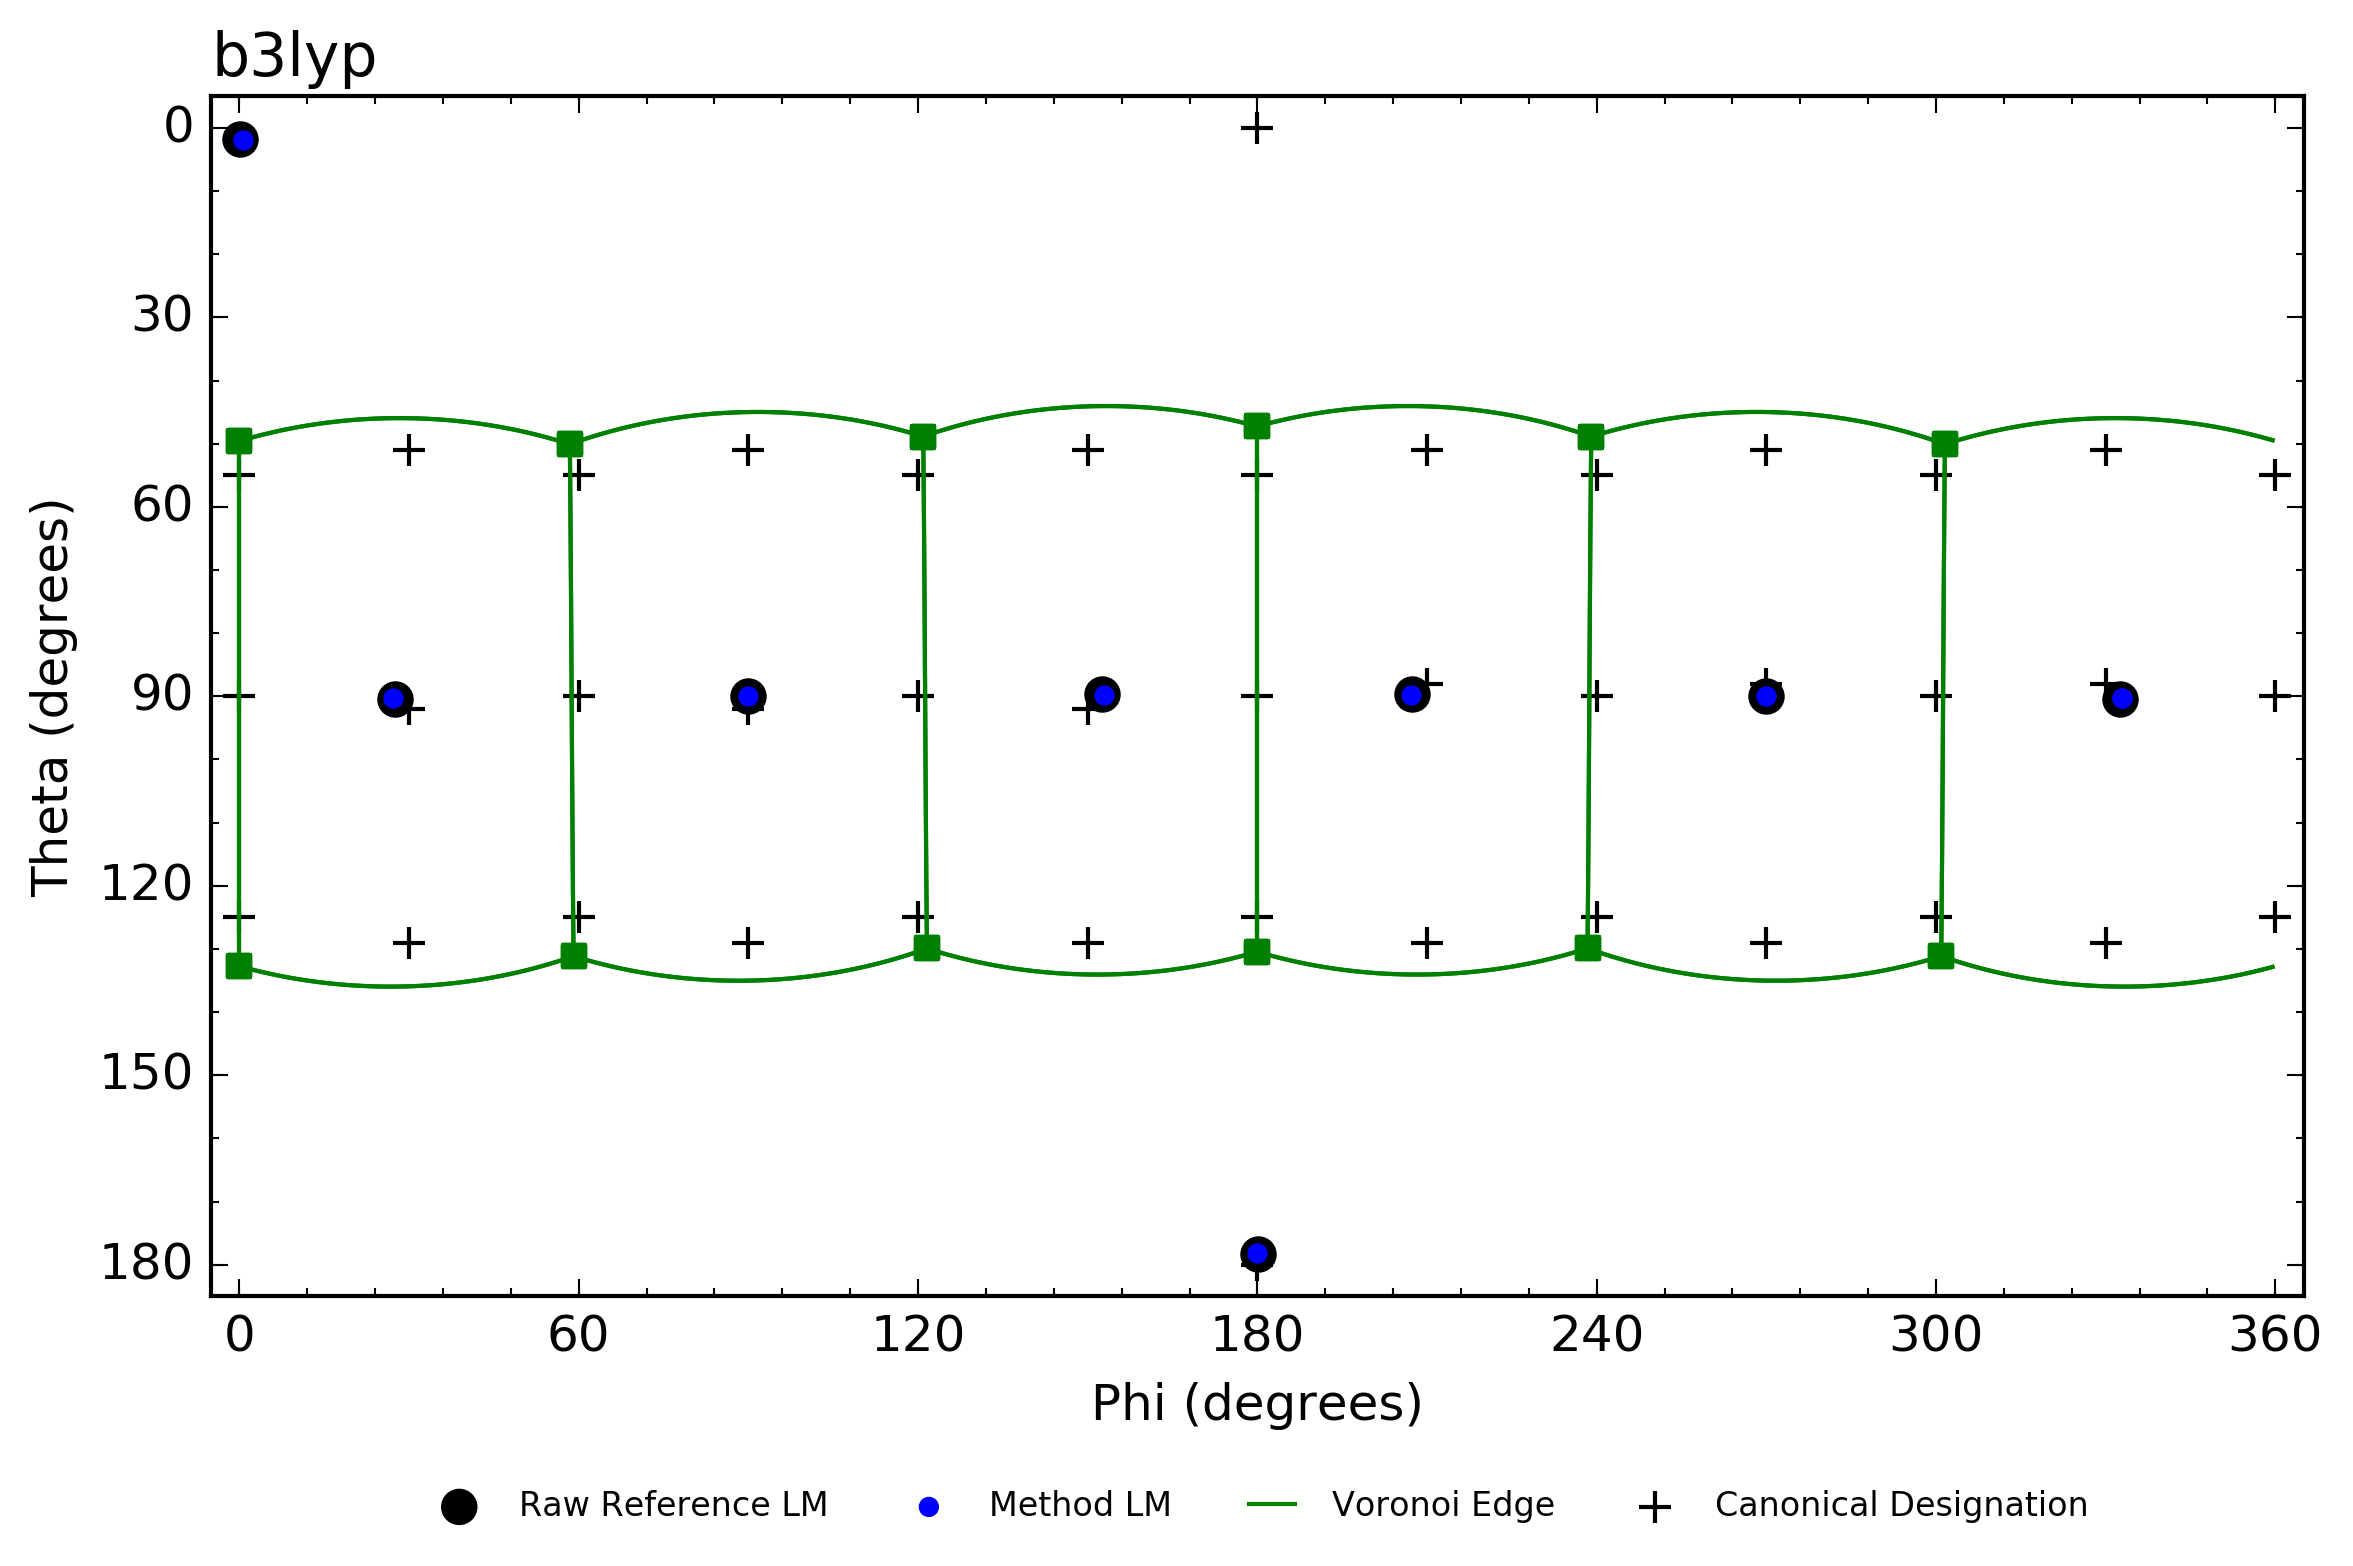 b3lyp
0
30
60
90
120
150
180
Theta (degrees)
0 60 120 180 240 300 360
Phi (degrees)
Raw Reference LM Method LM Voronoi Edge Canonical Designation